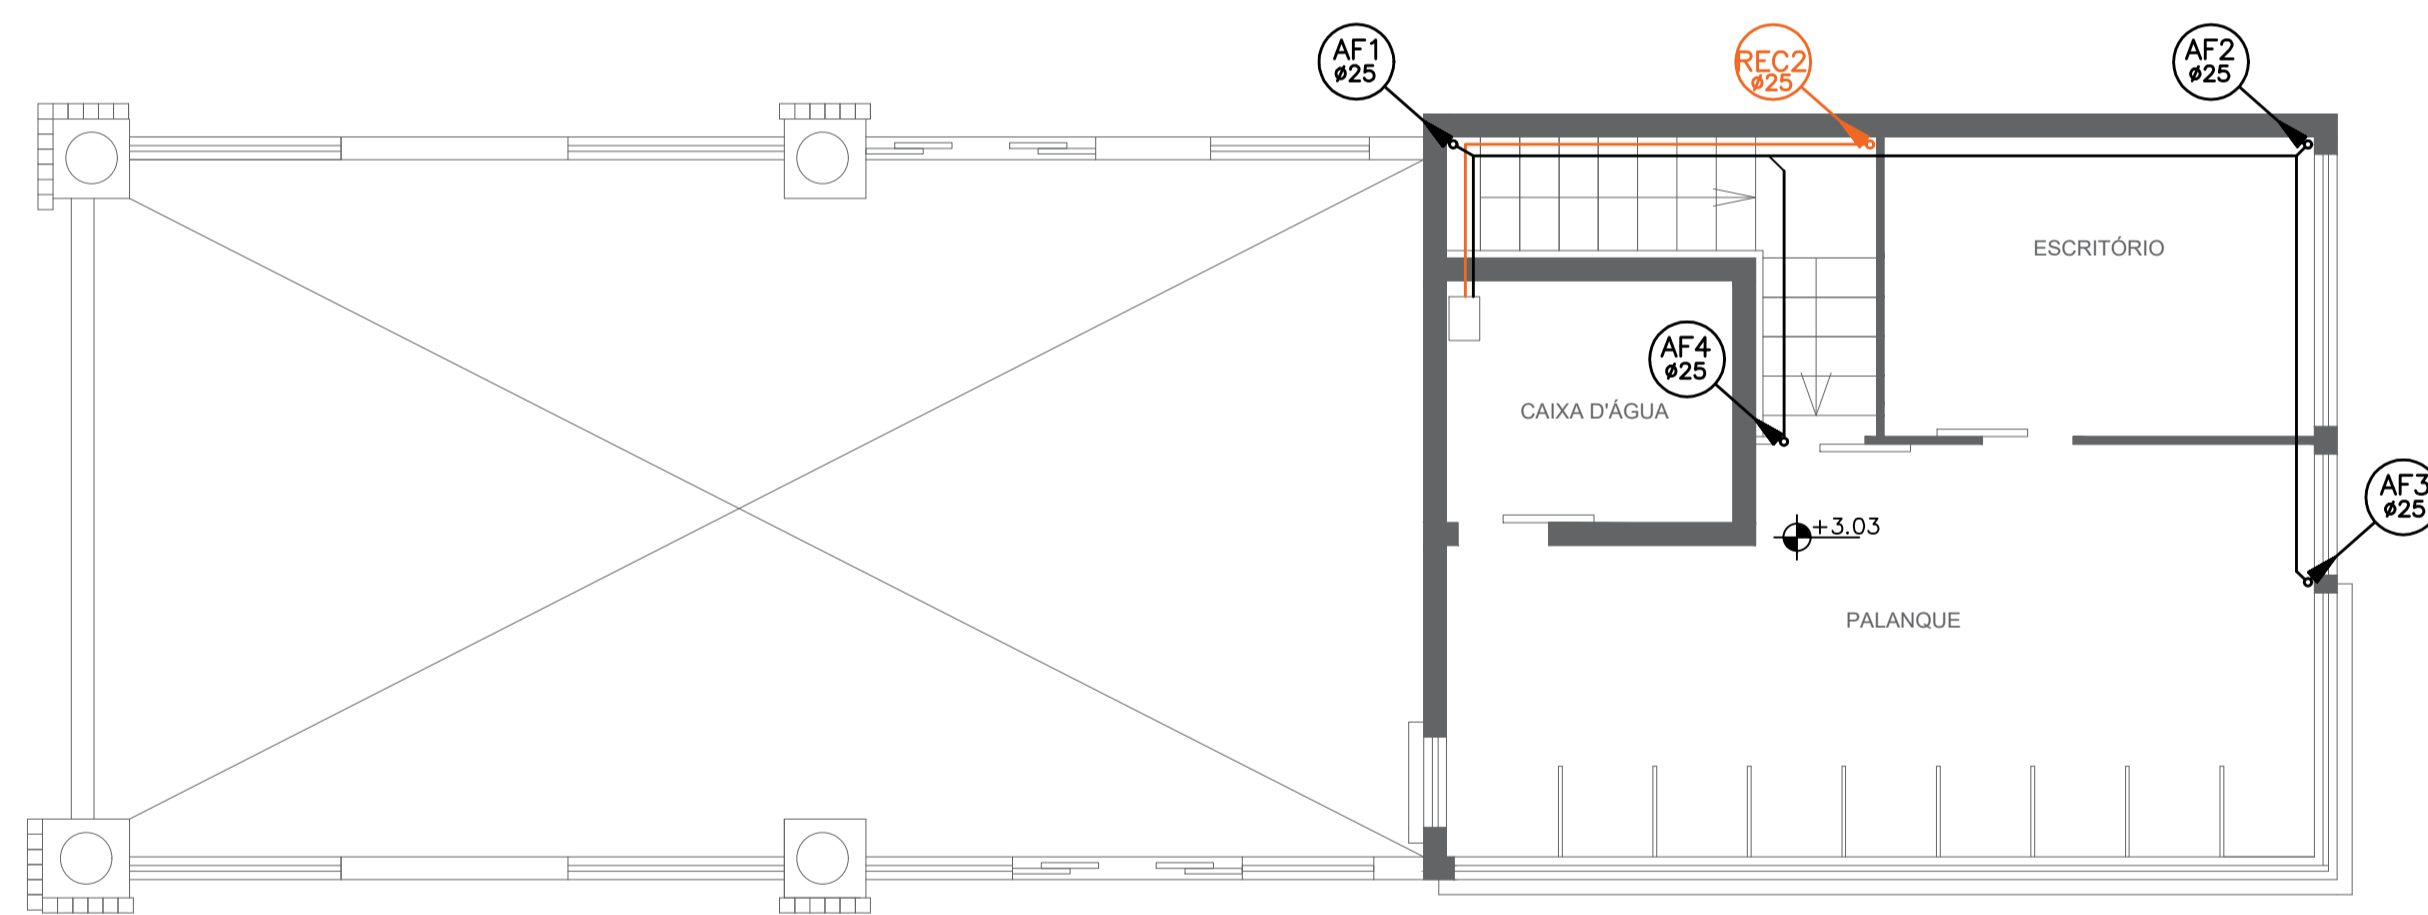 AF1
ø25
REC2
ø25
AF2
ø25
ESCRITÓRIO
AF4
ø25
CAIXA D'ÁGUA
AF3
ø25
+3.03
PALANQUE